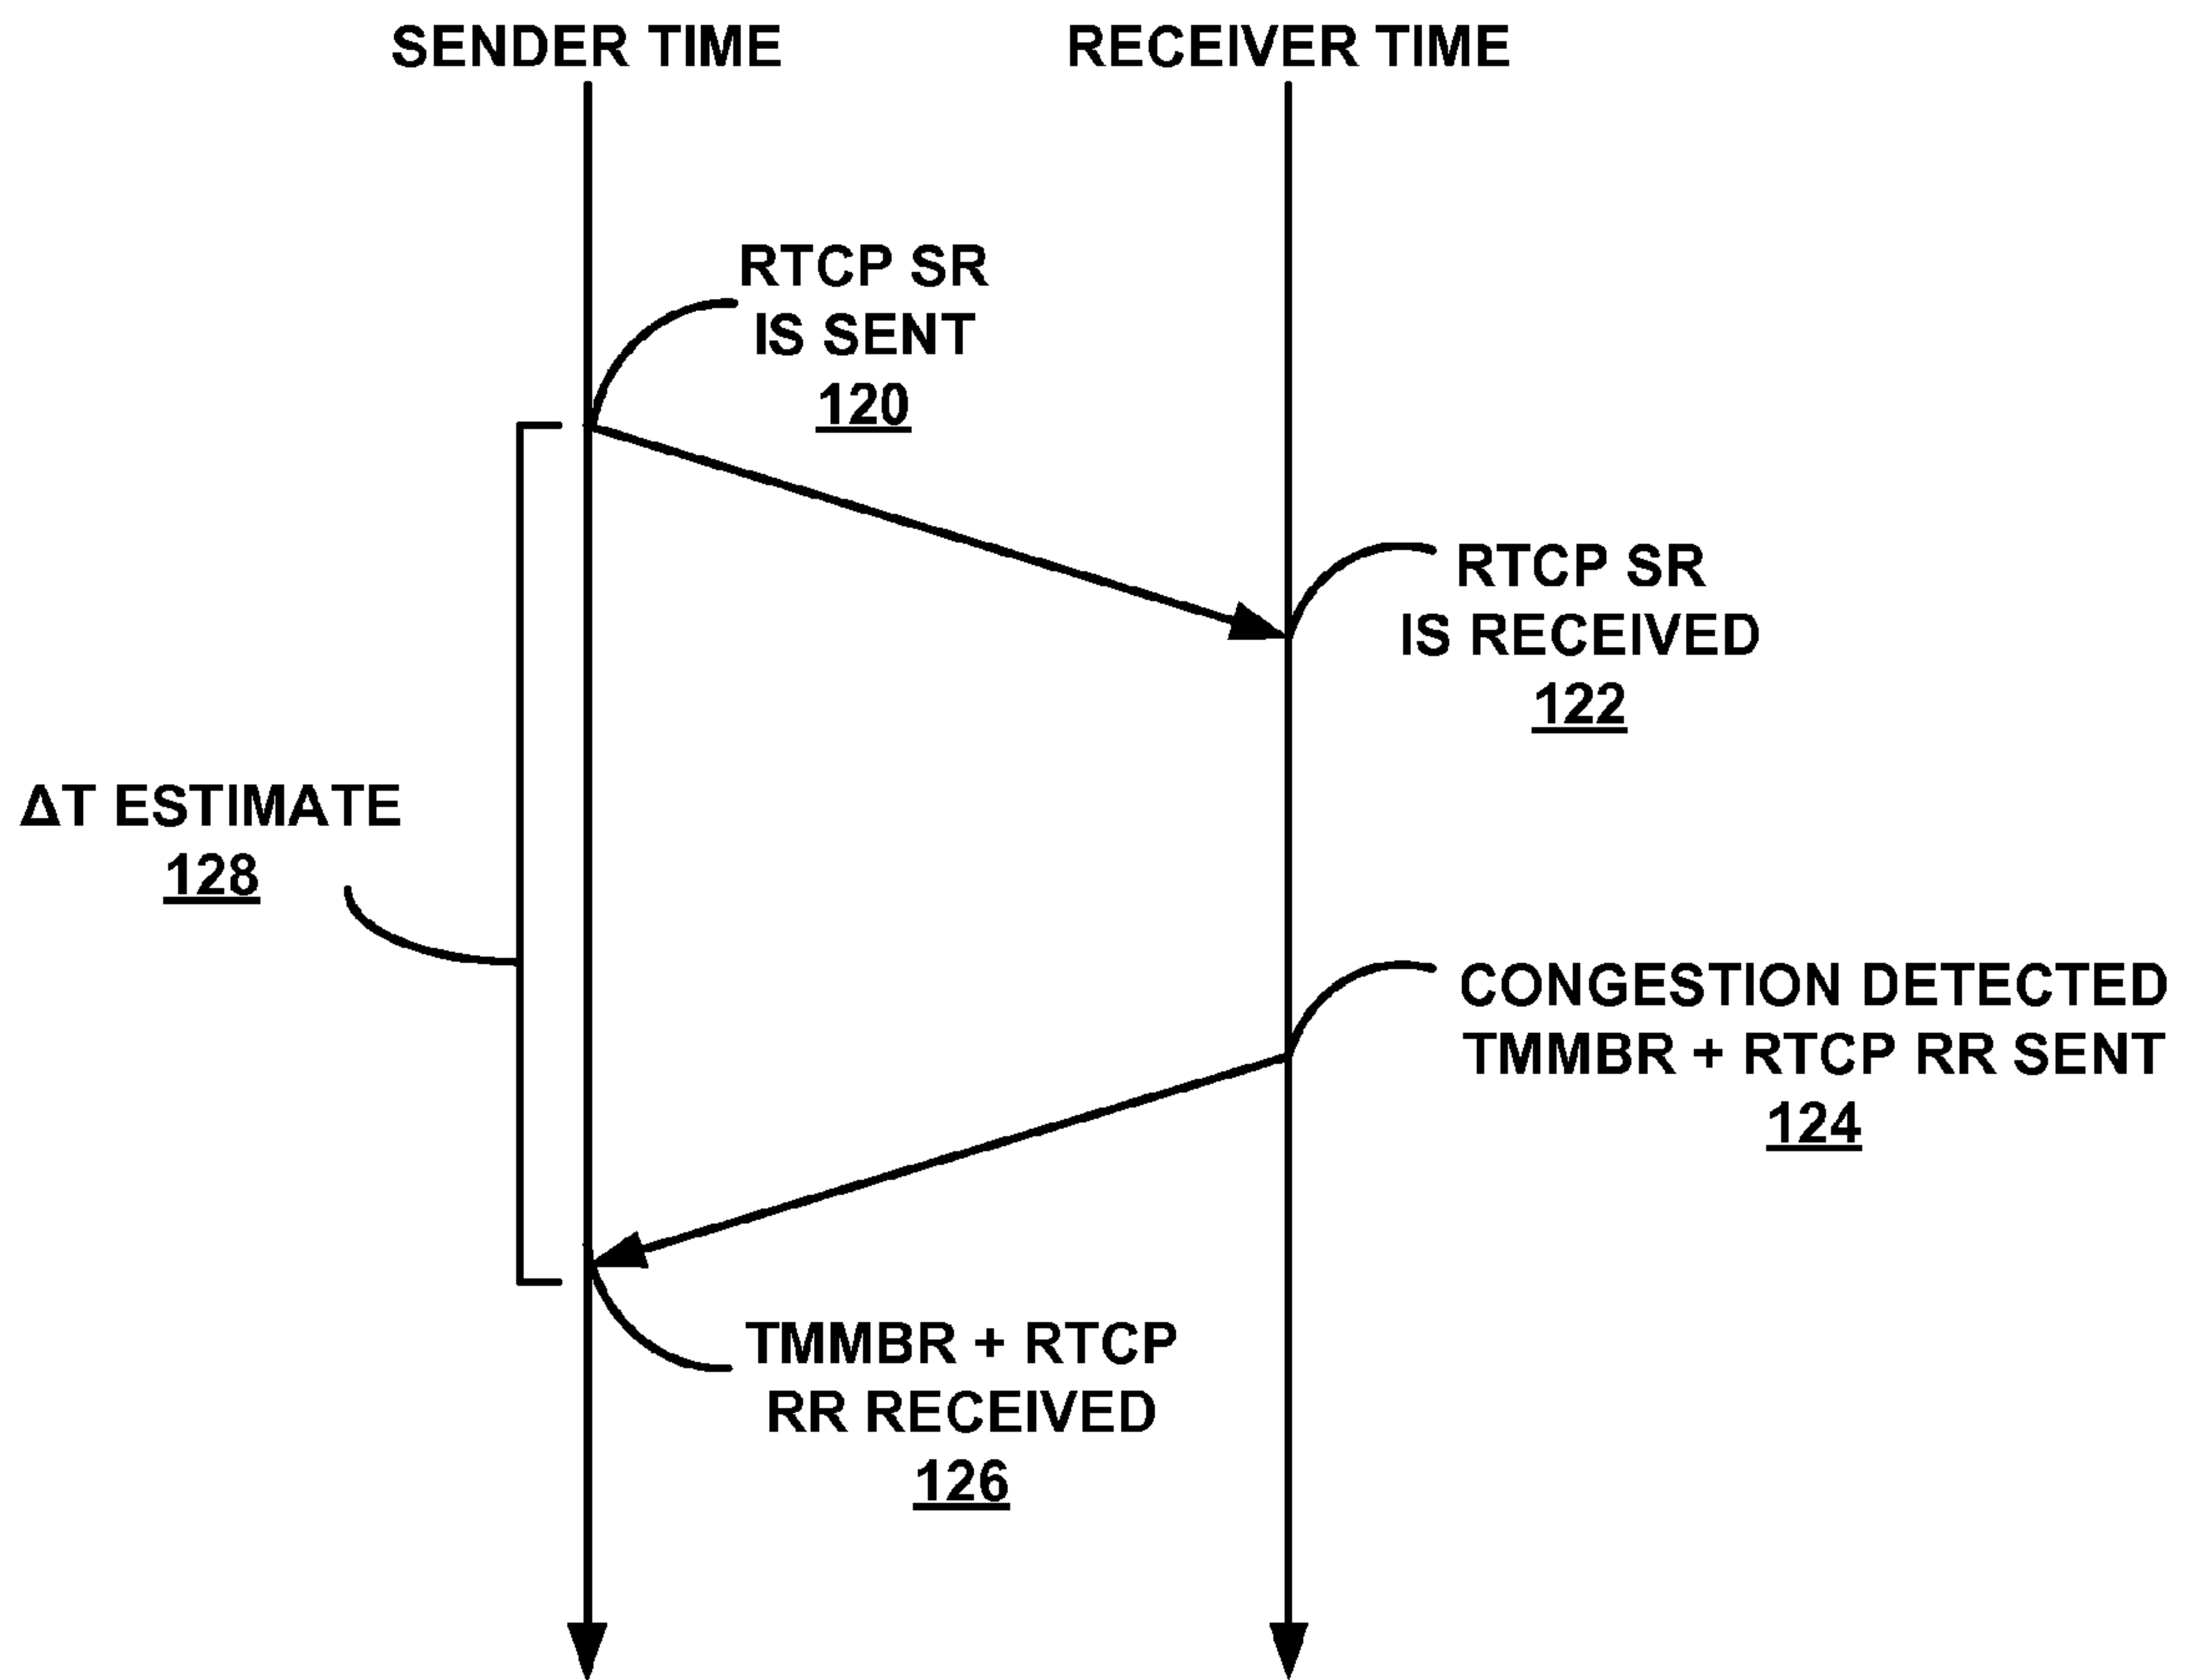 SENDER TIME
RECEIVER TIME
RTCP SR
IS SENT
120
RTCP SR
IS RECEIVED
122
ΔT ESTIMATE
128
CONGESTION DETECTED
TMMBR + RTCP RR SENT
124
TMMBR + RTCP
RR RECEIVED
126